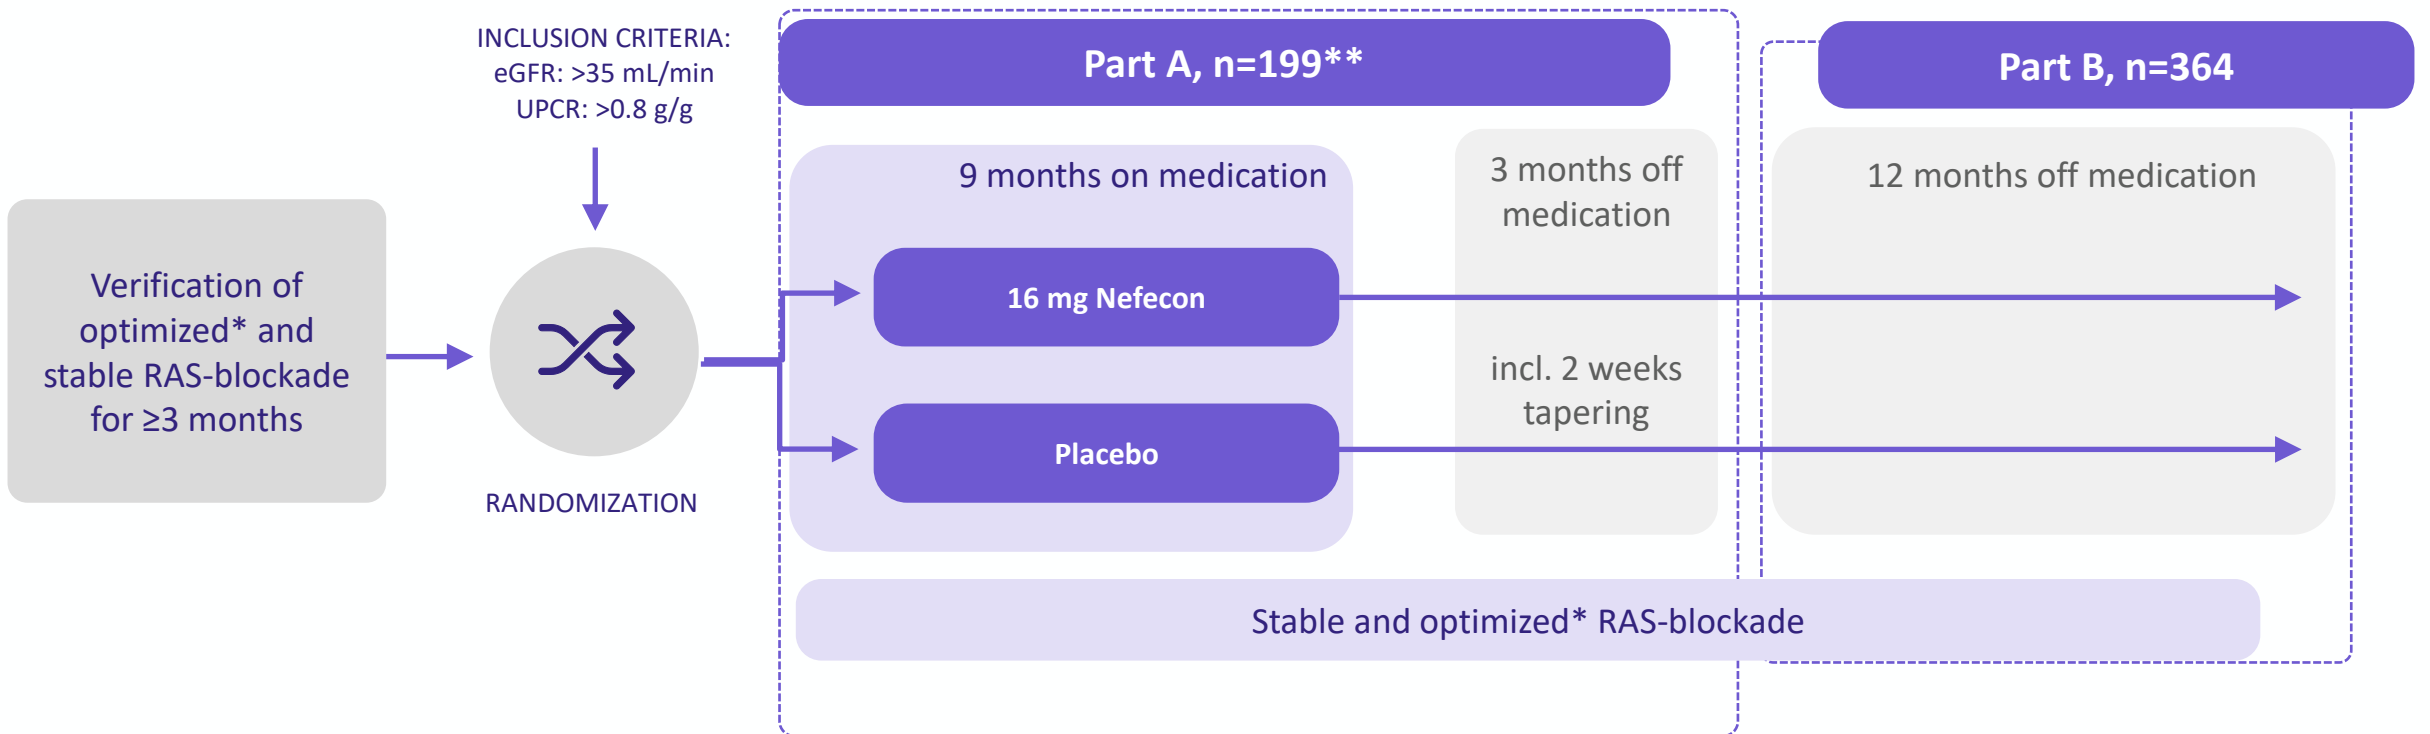 INCLUSION CRITERIA:
eGFR: >35 mL/min
UPCR: >0.8 g/g
Part A, n=199**
Part B, n=364
9 months on medication
3 months off
medication
12 months off medication
Verification of
optimized* and
stable RAS-blockade
for ≥3 months
16 mg Nefecon
incl. 2 weeks
tapering
Placebo
RANDOMIZATION
Stable and optimized* RAS-blockade